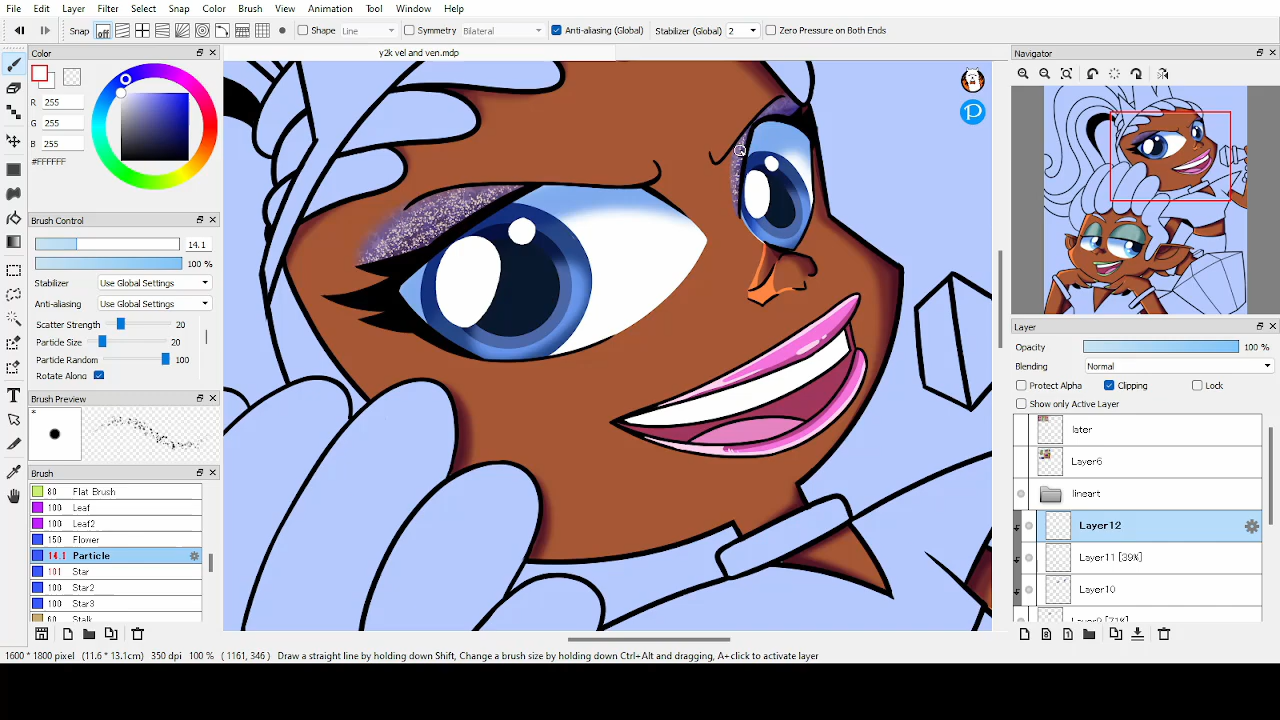 File Edit Layer Filter Select Snap Color Brush View Animation Tool Window Help
Snap off Shape Line Symmetry Bilateral Anti-aliasing (Global) Stabilizer (Global) 2 Zero Pressure on Both Ends
Color
y2k vel and ven.mdp
Navigator
R 255
G 255
B 255
#FFFFFF
Brush Control
14.1
100 %
Stabilizer Use Global Settings
Anti-aliasing Use Global Settings
Scatter Strength 20
Particle Size 20
Particle Random 100
Rotate Along
Brush Preview
Brush
80 Flat Brush
100 Leaf
100 Leaf2
150 Flower
14.1 Particle
101 Star
100 Star2
100 Star3
60 Stalk
Layer
Opacity 100 %
Blending Normal
Protect Alpha Clipping Lock
Show only Active Layer
later
Layer6
lineart
Layer12
Layer11 [39%]
Layer10
Layer9 [71%]
1600 * 1800 pixel (11.6 * 13.1cm) 350 dpi 100 % ( 1161, 346 ) Draw a straight line by holding down Shift, Change a brush size by holding down Ctrl+Alt and dragging, A+click to activate layer